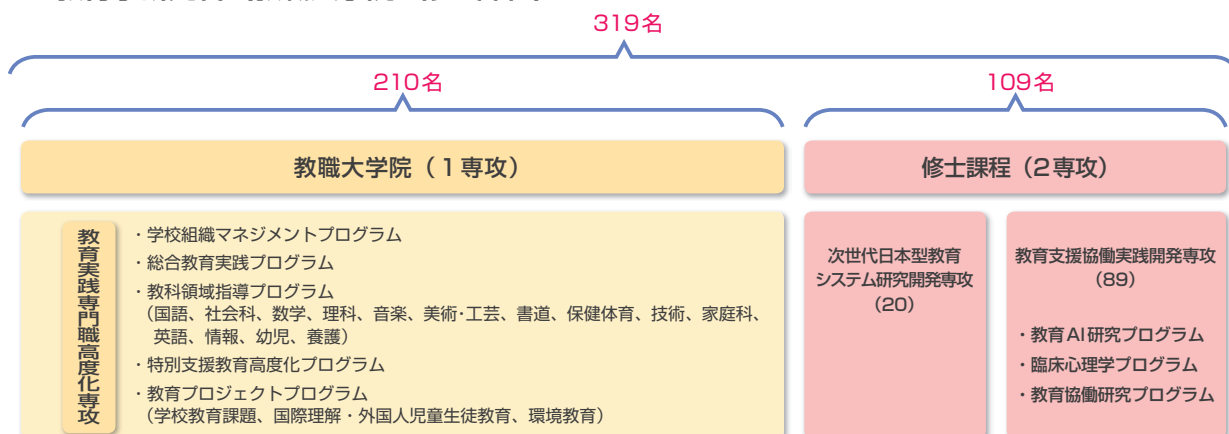 319名
210名
109名
教職大学院（1専攻）
修士課程（2専攻）
教育実践専門職高度化専攻
・学校組織マネジメントプログラム
・総合教育実践プログラム
・教科領域指導プログラム
（国語、社会科、数学、理科、音楽、美術・工芸、書道、保健体育、技術、家庭科、
英語、情報、幼児、養護）
・特別支援教育高度化プログラム
・教育プロジェクトプログラム
（学校教育課題、国際理解・外国人児童生徒教育、環境教育）
次世代日本型教育
システム研究開発専攻
（20）
教育支援協働実践開発専攻
（89）
・教育AI研究プログラム
・臨床心理学プログラム
・教育協働研究プログラム